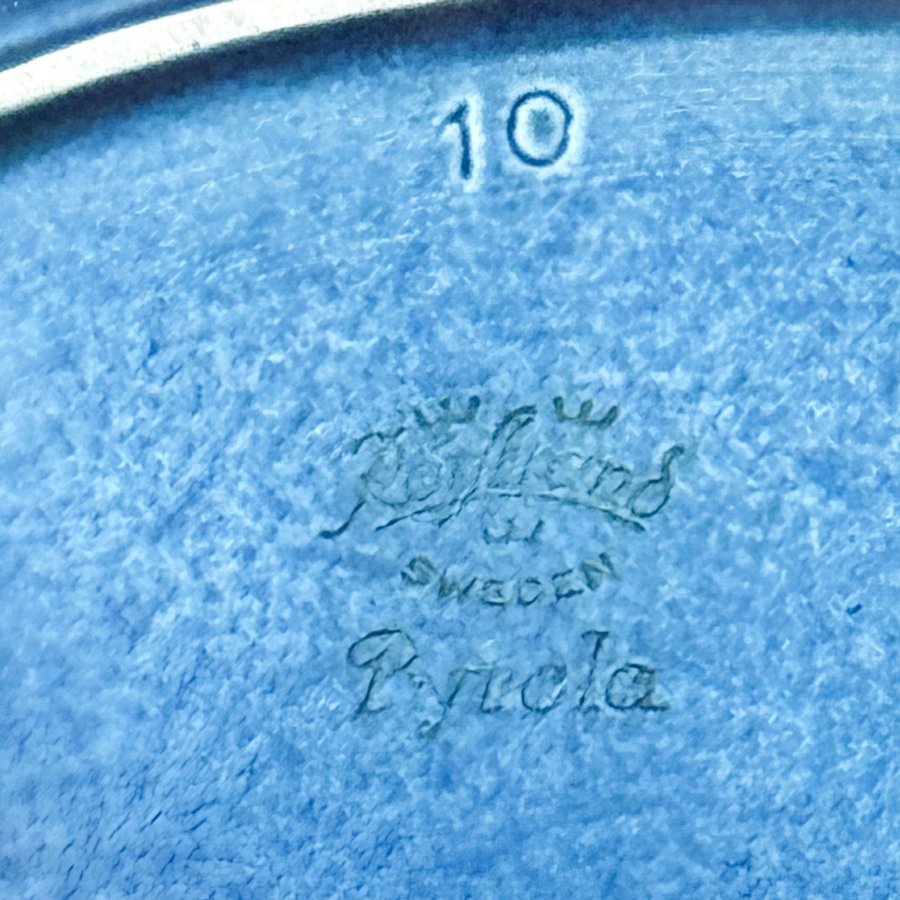 10
Rörstrand
SWEDEN
Pyrola